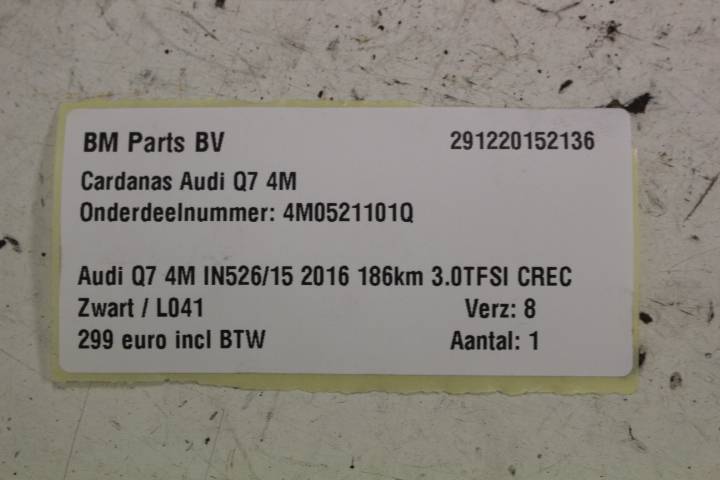 BM Parts BV 291220152136
Cardanas Audi Q7 4M
Onderdeelnummer: 4M0521101Q
Audi Q7 4M IN526/15 2016 186km 3.0TFSI CREC
Zwart / L041 Verz: 8
299 euro incl BTW Aantal: 1